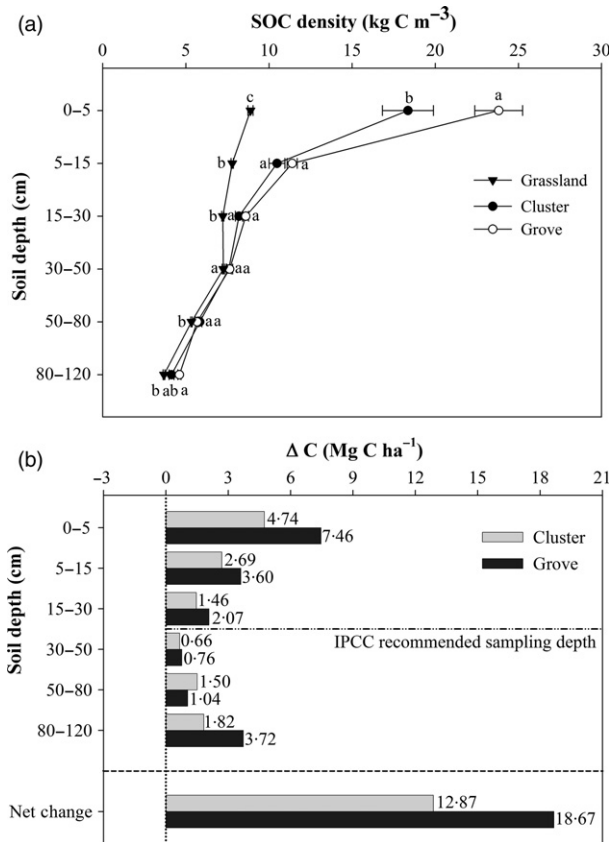 (a)
SOC density (kg C m−3)
0 5 10 15 20 25 30
Soil depth (cm)
0–5
5–15
15–30
30–50
50–80
80–120
c b a
b a a
b a a
a a a
b a a
b ab a
Grassland
Cluster
Grove
(b)
Δ C (Mg C ha−1)
−3 0 3 6 9 12 15 18 21
Soil depth (cm)
0–5
4·74
7·46
5–15
2·69
3·60
15–30
1·46
2·07
Cluster
Grove
IPCC recommended sampling depth
30–50
0·66
0·76
50–80
1·50
1·04
80–120
1·82
3·72
Net change
12·87
18·67